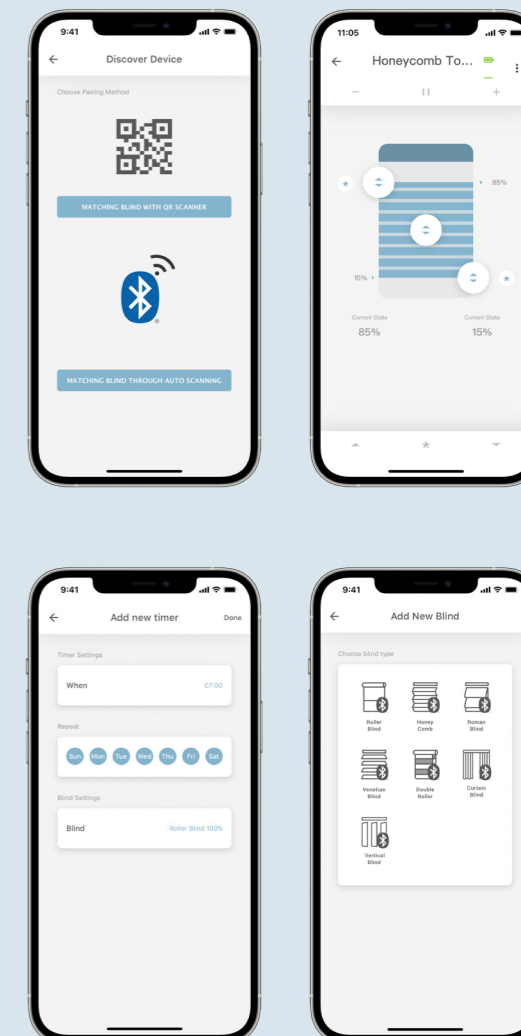 9:41
Discover Device
Choose Pairing Method
MATCHING BLIND WITH QR SCANNER
®
MATCHING BLIND THROUGH AUTO SCANNING
11:05
Honeycomb To...
85%
15%
Current State
Current State
85%
15%
9:41
Add new timer
Done
Timer Settings
When
07:00
Repeat
Sun
Mon
Tue
Wed
Thu
Fri
Sat
Blind Settings
Blind
Roller Blind 100%
9:41
Add New Blind
Choose blind type
Roller
Blind
Honey
Comb
Roman
Blind
Venetian
Blind
Double
Roller
Curtain
Blind
Vertical
Blind